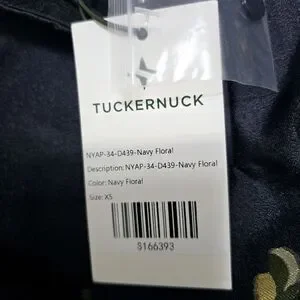 TUCKERNUCK
NYAP-34-D439-Navy Floral
Description: NYAP-34-D439-Navy Floral
Color: Navy Floral
Size: XS
8166393